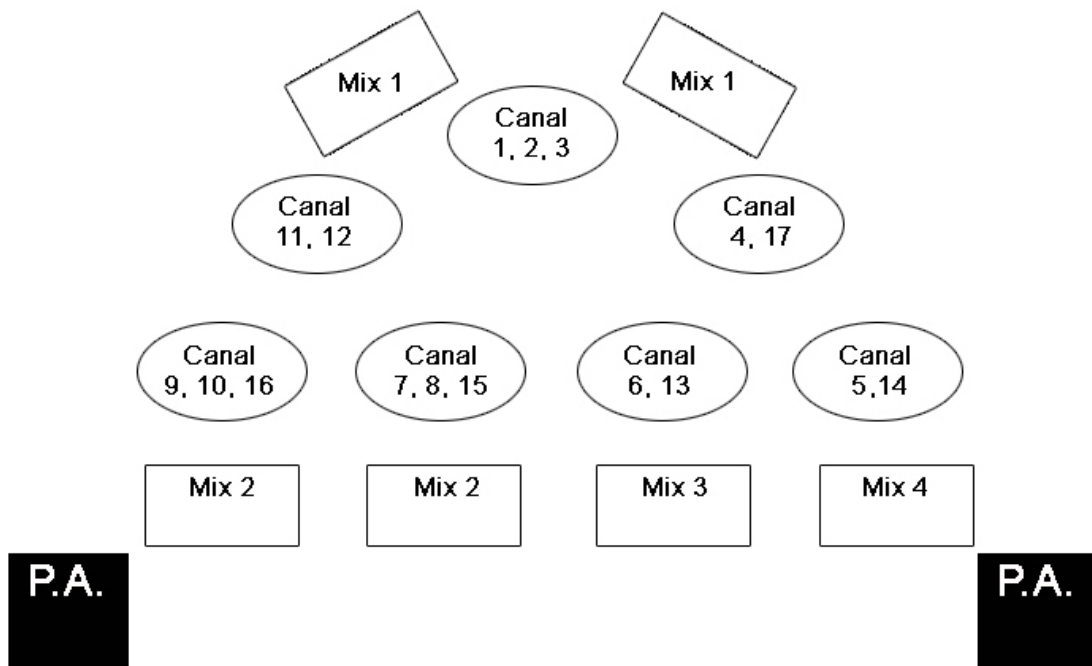 Mix 1
Mix 1
Canal
1, 2, 3
Canal
11, 12
Canal
4, 17
Canal
9, 10, 16
Canal
7, 8, 15
Canal
6, 13
Canal
5,14
Mix 2
Mix 2
Mix 3
Mix 4
P.A.
P.A.